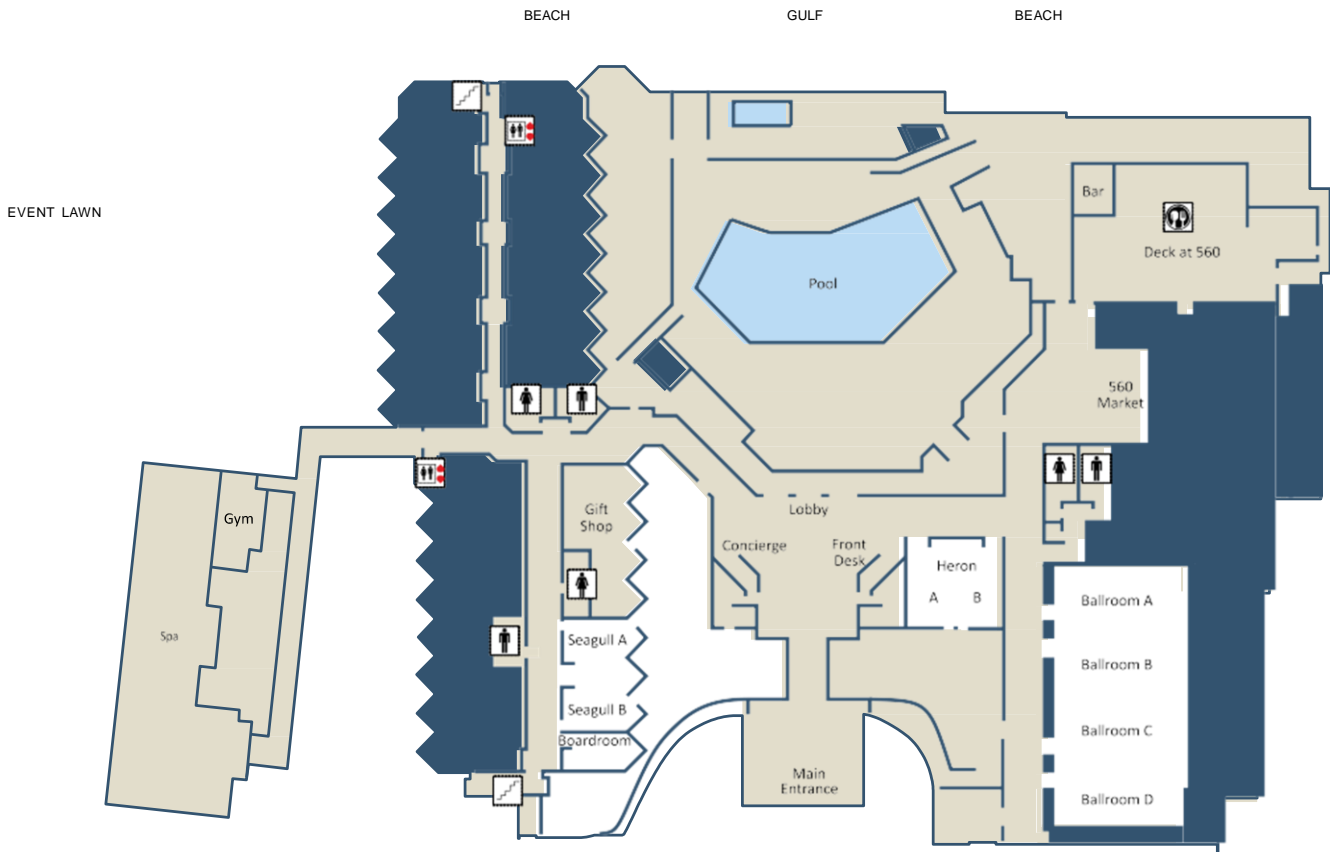 BEACH
GULF
BEACH
EVENT LAWN
Bar
Deck at 560
Pool
560
Market
Gift
Shop
Lobby
Gym
Concierge
Front
Desk
Heron
A B
Ballroom A
Spa
Seagull A
Ballroom B
Seagull B
Boardroom
Ballroom C
Main
Entrance
Ballroom D